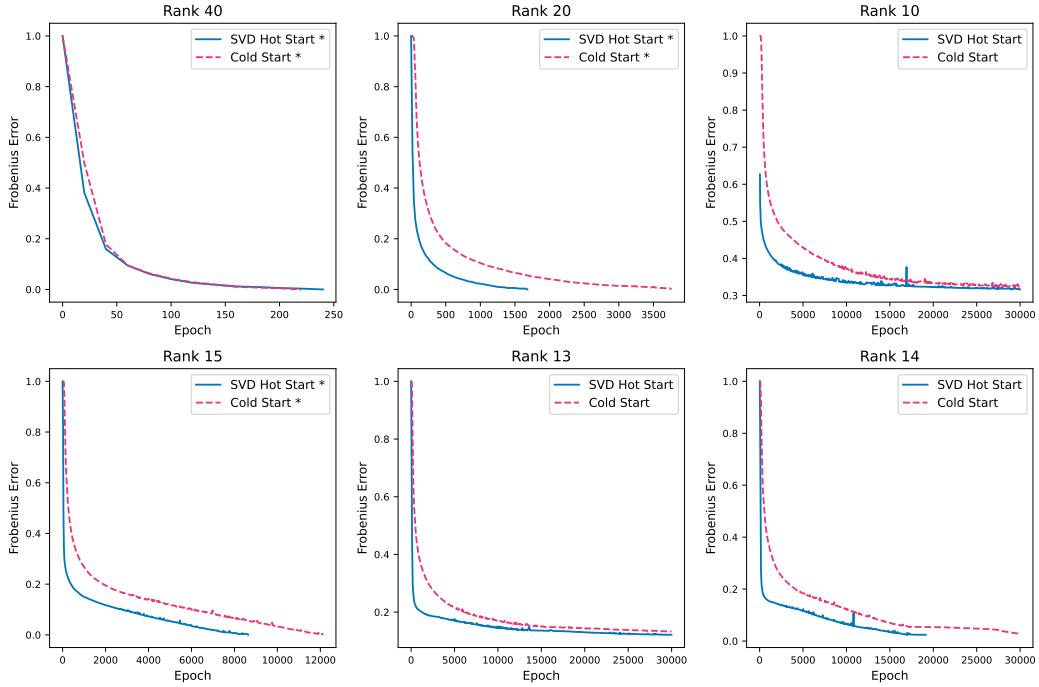 Rank 40
SVD Hot Start *
Cold Start *
Frobenius Error
1.0
0.8
0.6
0.4
0.2
0.0
0 50 100 150 200 250
Epoch
Rank 20
SVD Hot Start *
Cold Start *
Frobenius Error
1.0
0.8
0.6
0.4
0.2
0.0
0 500 1000 1500 2000 2500 3000 3500
Epoch
Rank 10
SVD Hot Start
Cold Start
Frobenius Error
1.0
0.9
0.8
0.7
0.6
0.5
0.4
0.3
0 5000 10000 15000 20000 25000 30000
Epoch
Rank 15
SVD Hot Start *
Cold Start *
Frobenius Error
1.0
0.8
0.6
0.4
0.2
0.0
0 2000 4000 6000 8000 10000 12000
Epoch
Rank 13
SVD Hot Start
Cold Start
Frobenius Error
1.0
0.8
0.6
0.4
0.2
0 5000 10000 15000 20000 25000 30000
Epoch
Rank 14
SVD Hot Start
Cold Start
Frobenius Error
1.0
0.8
0.6
0.4
0.2
0.0
0 5000 10000 15000 20000 25000 30000
Epoch